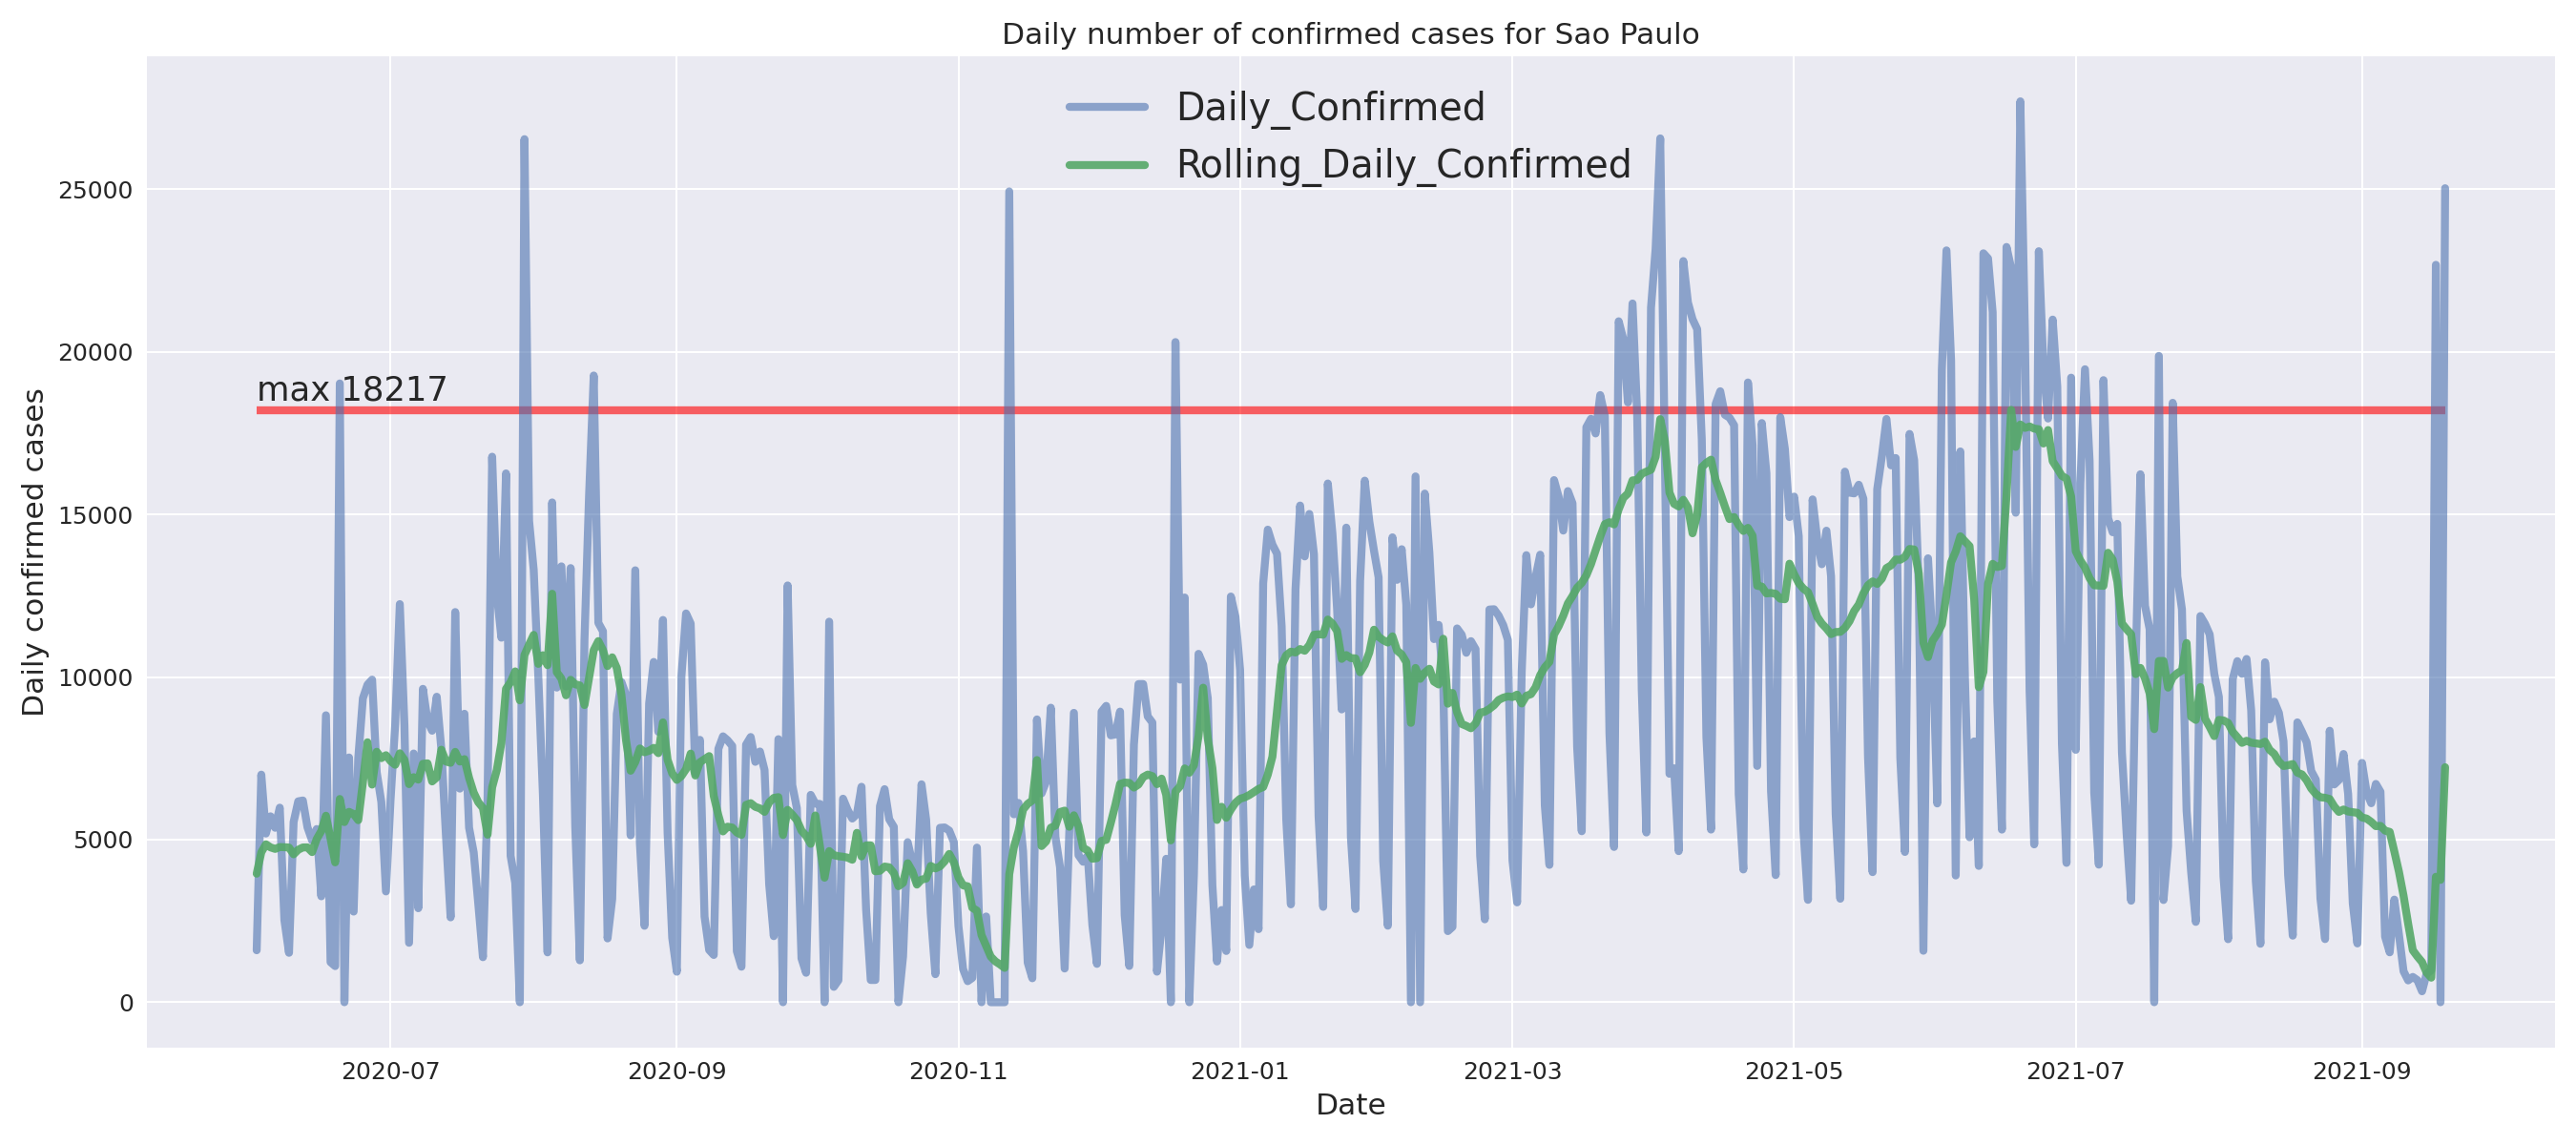 Daily number of confirmed cases for Sao Paulo
Daily_Confirmed
Rolling_Daily_Confirmed
Daily confirmed cases
25000
20000
max 18217
15000
10000
5000
0
2020-07 2020-09 2020-11 2021-01 2021-03 2021-05 2021-07 2021-09
Date